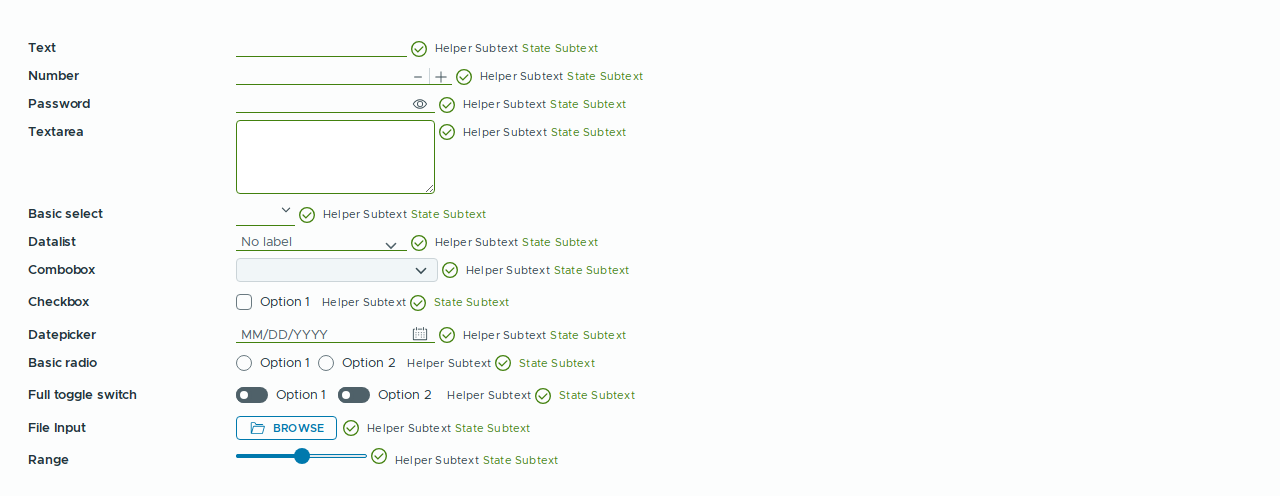 Text Helper Subtext State Subtext
Number Helper Subtext State Subtext
Password Helper Subtext State Subtext
Textarea Helper Subtext State Subtext
Basic select Helper Subtext State Subtext
Datalist No label Helper Subtext State Subtext
Combobox Helper Subtext State Subtext
Checkbox Option 1 Helper Subtext State Subtext
Datepicker MM/DD/YYYY Helper Subtext State Subtext
Basic radio Option 1 Option 2 Helper Subtext State Subtext
Full toggle switch Option 1 Option 2 Helper Subtext State Subtext
File Input BROWSE Helper Subtext State Subtext
Range Helper Subtext State Subtext